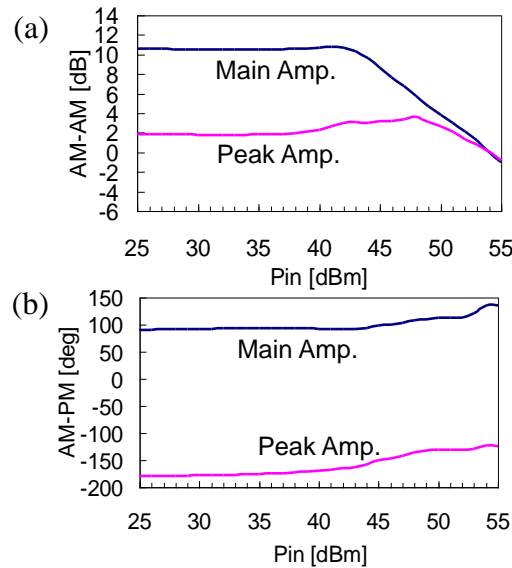 (a)
AM-AM [dB]
14
12
10
8
6
4
2
0
-2
-4
-6
Main Amp.
Peak Amp.
25 30 35 40 45 50 55
Pin [dBm]
(b)
AM-PM [deg]
150
100
50
0
-50
-100
-150
-200
Main Amp.
Peak Amp.
25 30 35 40 45 50 55
Pin [dBm]